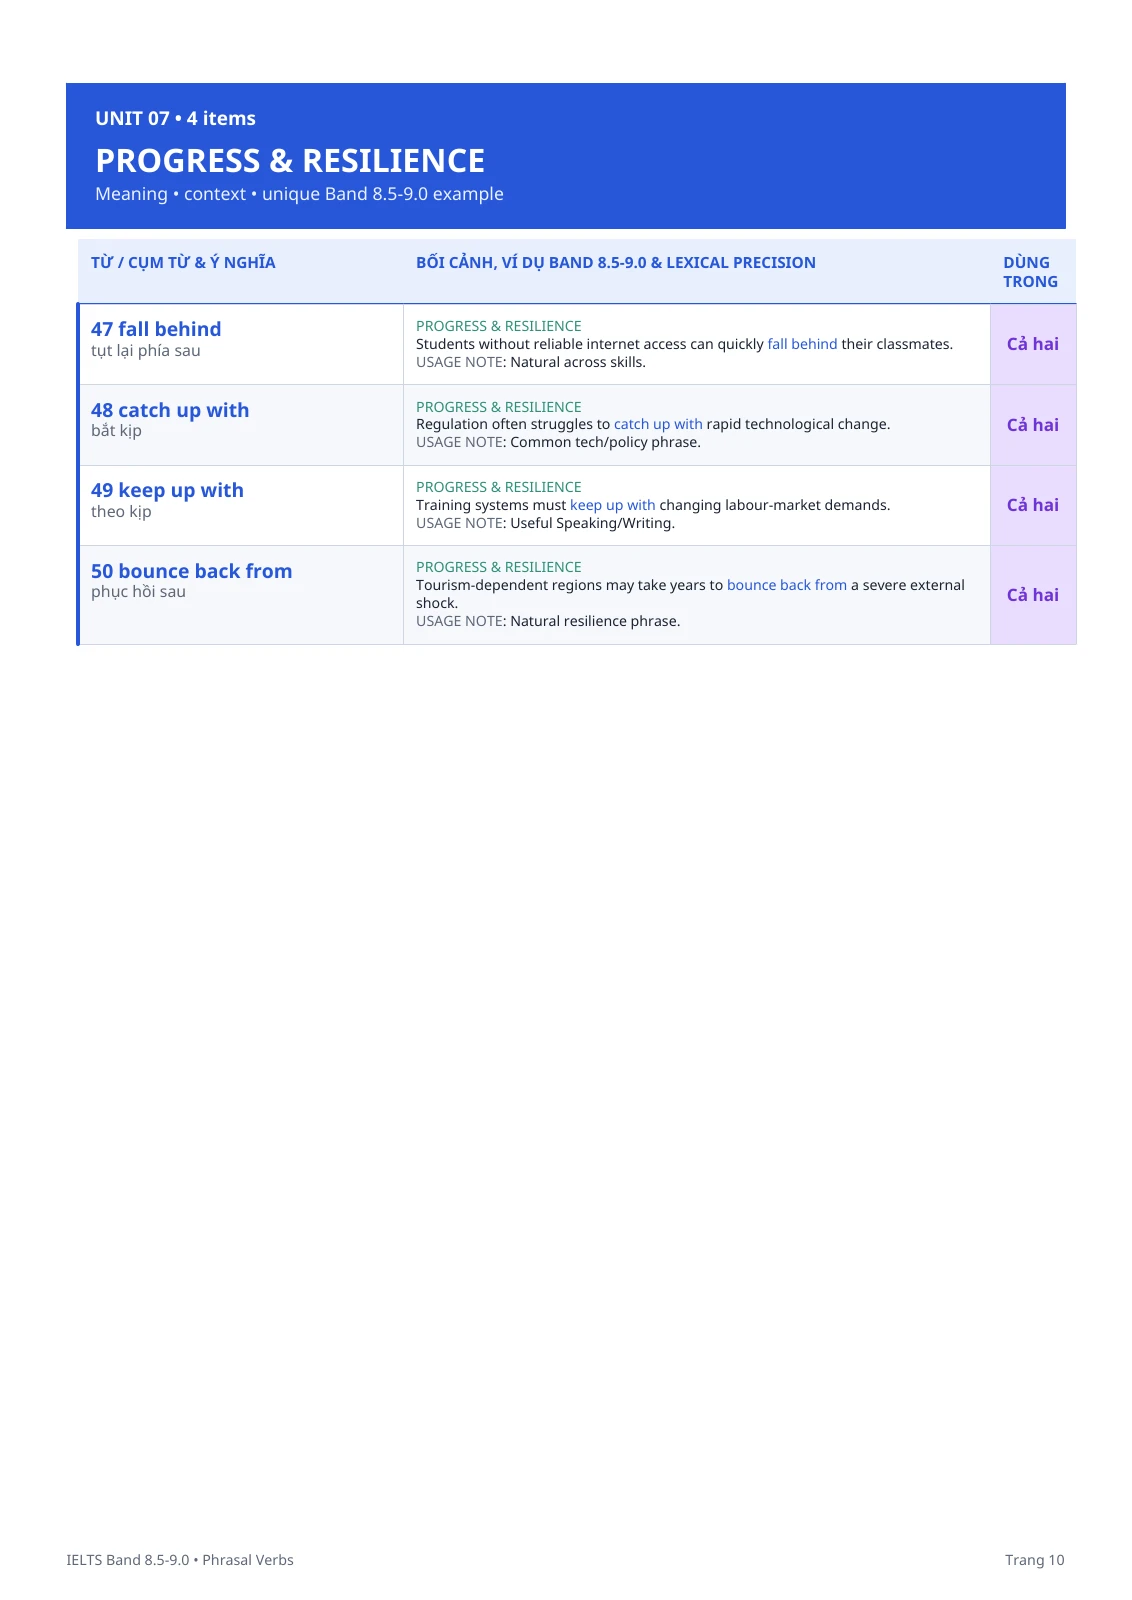 UNIT 07 • 4 items
PROGRESS & RESILIENCE
Meaning • context • unique Band 8.5-9.0 example
TỪ / CỤM TỪ & Ý NGHĨA
BỐI CẢNH, VÍ DỤ BAND 8.5-9.0 & LEXICAL PRECISION
DÙNG
TRONG
47 fall behind
tụt lại phía sau
PROGRESS & RESILIENCE
Students without reliable internet access can quickly fall behind their classmates.
USAGE NOTE: Natural across skills.
Cả hai
48 catch up with
bắt kịp
PROGRESS & RESILIENCE
Regulation often struggles to catch up with rapid technological change.
USAGE NOTE: Common tech/policy phrase.
Cả hai
49 keep up with
theo kịp
PROGRESS & RESILIENCE
Training systems must keep up with changing labour-market demands.
USAGE NOTE: Useful Speaking/Writing.
Cả hai
50 bounce back from
phục hồi sau
PROGRESS & RESILIENCE
Tourism-dependent regions may take years to bounce back from a severe external
shock.
USAGE NOTE: Natural resilience phrase.
Cả hai
IELTS Band 8.5-9.0 • Phrasal Verbs
Trang 10